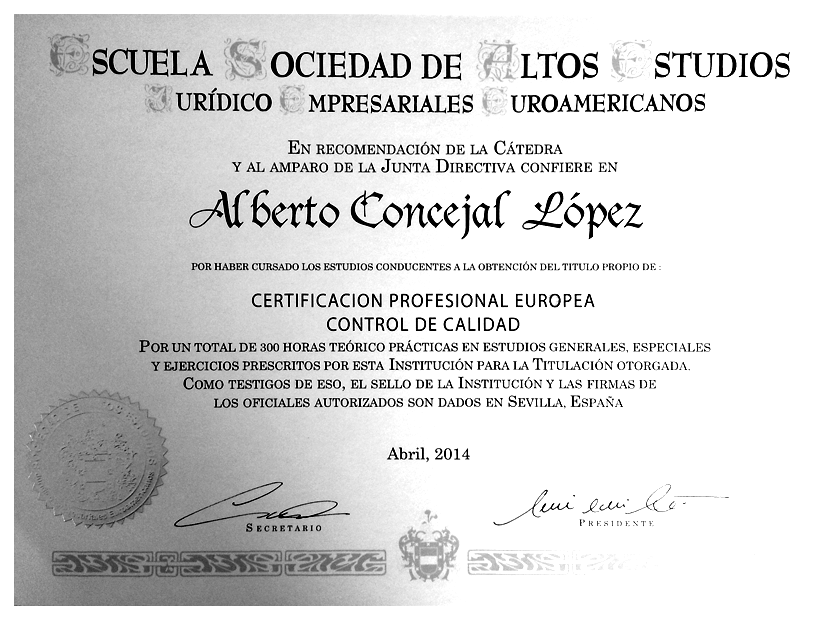 Escuela Sociedad de Altos Estudios
Jurídico Empresariales Euroamericanos
En recomendación de la Cátedra
y al amparo de la Junta Directiva confiere en
Alberto Concejal López
por haber cursado los estudios conducentes a la obtención del titulo propio de :
CERTIFICACION PROFESIONAL EUROPEA
CONTROL DE CALIDAD
Por un total de 300 horas teórico prácticas en estudios generales, especiales
y ejercicios prescritos por esta Institución para la Titulación otorgada.
Como testigos de eso, el sello de la Institución y las firmas de
los oficiales autorizados son dados en Sevilla, España
Abril, 2014
Secretario
Presidente